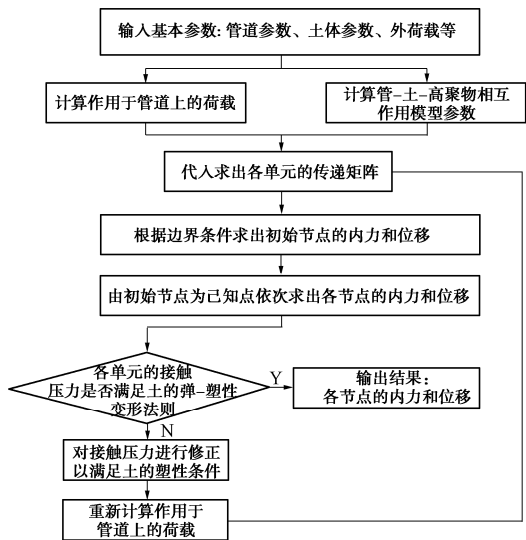 输入基本参数: 管道参数、土体参数、外荷载等
计算作用于管道上的荷载
计算管-土-高聚物相互
作用模型参数
代入求出各单元的传递矩阵
根据边界条件求出初始节点的内力和位移
由初始节点为已知点依次求出各节点的内力和位移
各单元的接触
压力是否满足土的弹-塑性
变形法则
Y
输出结果:
各节点的内力和位移
N
对接触压力进行修正
以满足土的塑性条件
重新计算作用于
管道上的荷载